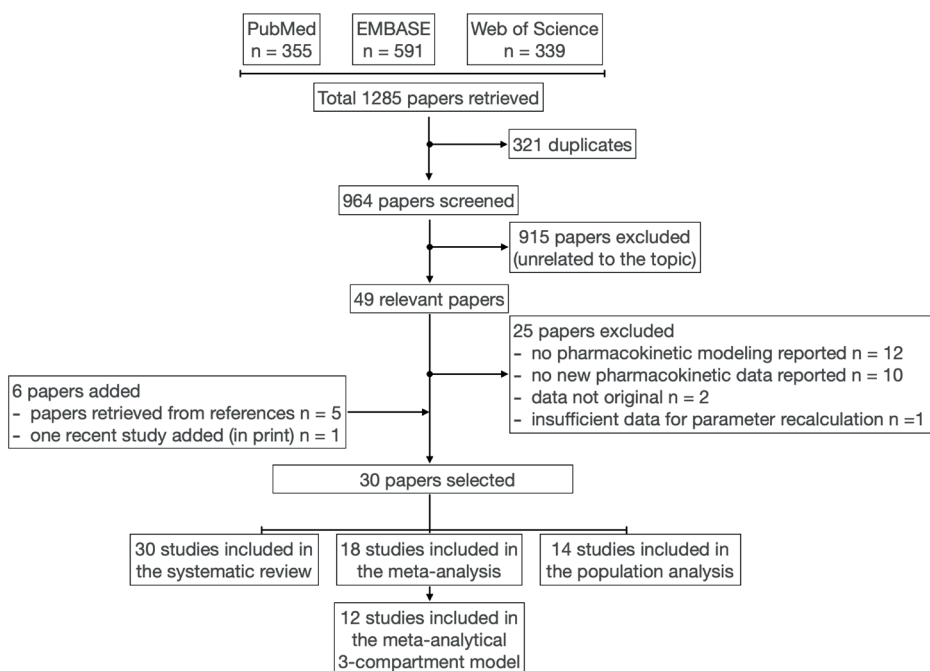 PubMed
n = 355
EMBASE
n = 591
Web of Science
n = 339
Total 1285 papers retrieved
321 duplicates
964 papers screened
915 papers excluded
(unrelated to the topic)
49 relevant papers
25 papers excluded
- no pharmacokinetic modeling reported n = 12
- no new pharmacokinetic data reported n = 10
- data not original n = 2
- insufficient data for parameter recalculation n =1
6 papers added
- papers retrieved from references n = 5
- one recent study added (in print) n = 1
30 papers selected
30 studies included in
the systematic review
18 studies included in
the meta-analysis
14 studies included in
the population analysis
12 studies included in
the meta-analytical
3-compartment model